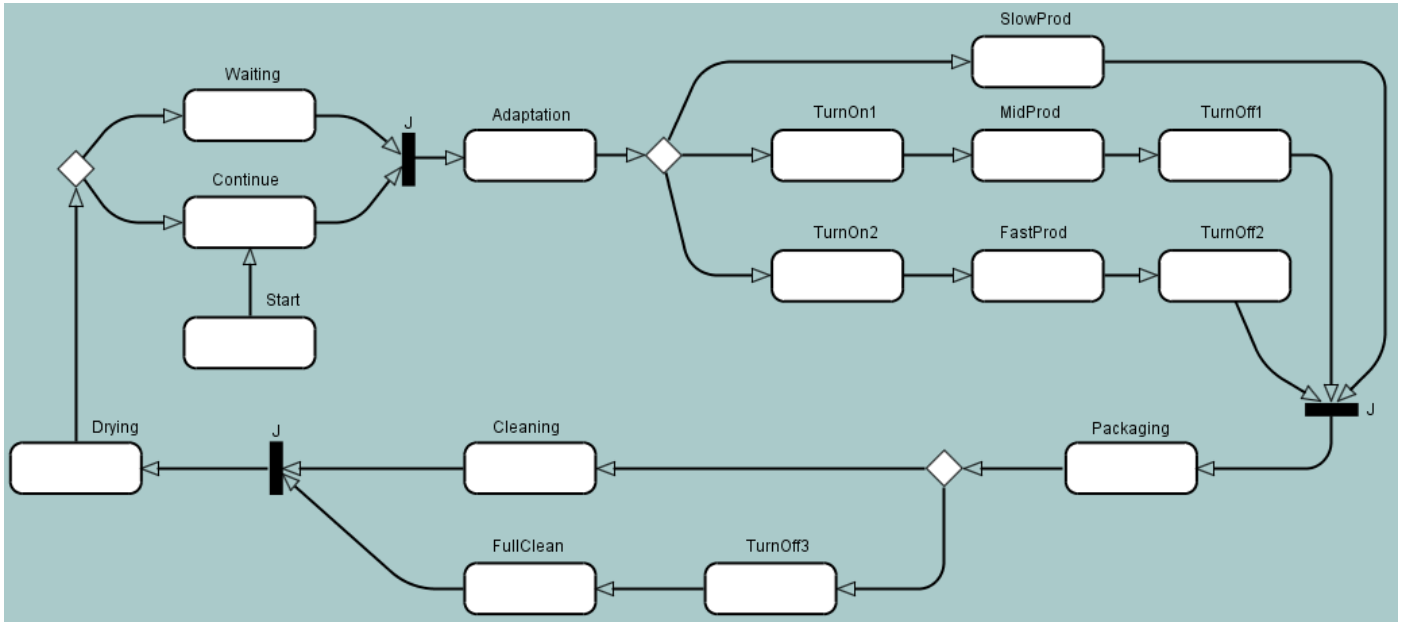 SlowProd
Waiting
J
Adaptation
TurnOn1
MidProd
TurnOff1
Continue
TurnOn2
FastProd
TurnOff2
Start
J
Drying
J
Cleaning
Packaging
FullClean
TurnOff3